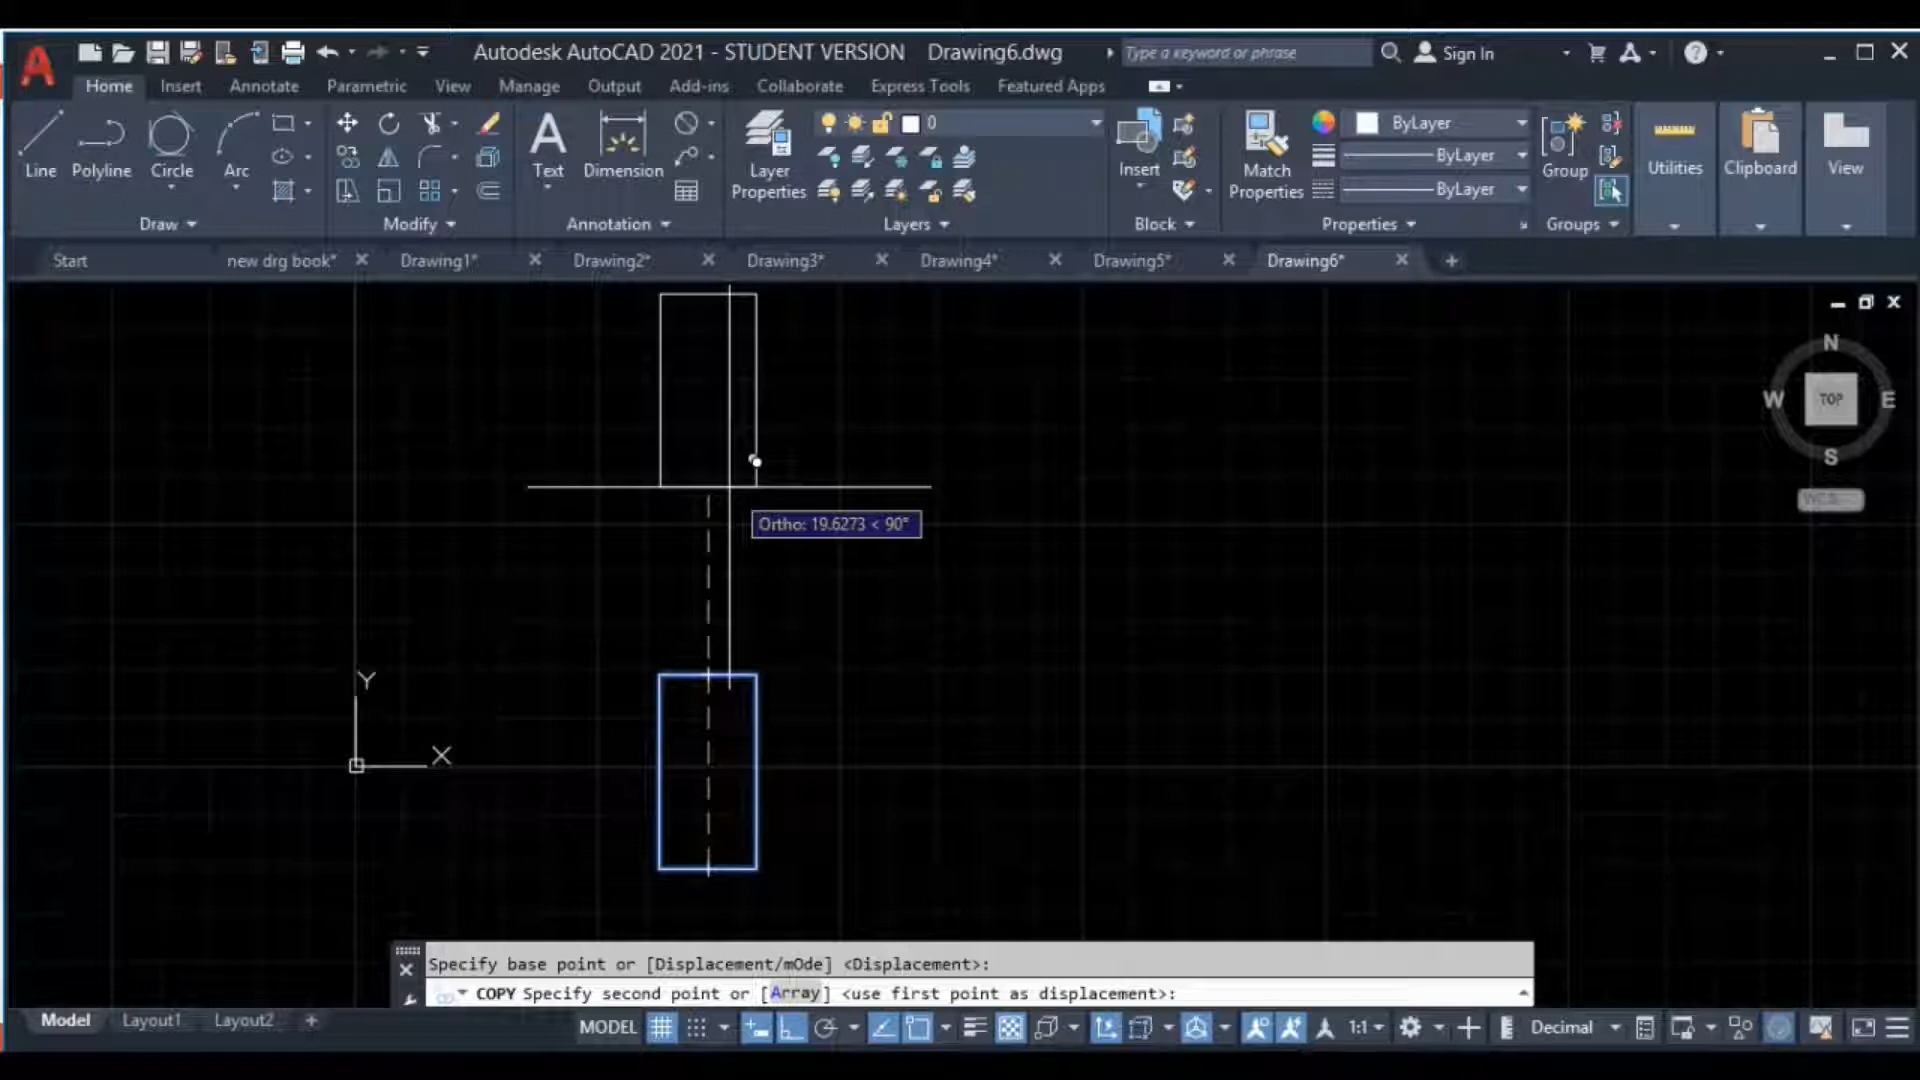 A Autodesk AutoCAD 2021 - STUDENT VERSION Drawing6.dwg Type a keyword or phrase Sign In ?
Home Insert Annotate Parametric View Manage Output Add-ins Collaborate Express Tools Featured Apps
Line Polyline Circle Arc
Draw
Modify
A Text Dimension
Annotation
Layer Properties
0
Layers
Insert
Block
Match Properties
ByLayer
ByLayer
ByLayer
Properties
Group
Groups
Utilities Clipboard View
Start new drg book* Drawing1* Drawing2* Drawing3* Drawing4* Drawing5* Drawing6*
N
W TOP E
S
WCS
Ortho: 19.6273 < 90°
Y
X
Specify base point or [Displacement/mOde] <Displacement>:
COPY Specify second point or [Array] <use first point as displacement>:
Model Layout1 Layout2 +
MODEL 1:1 Decimal